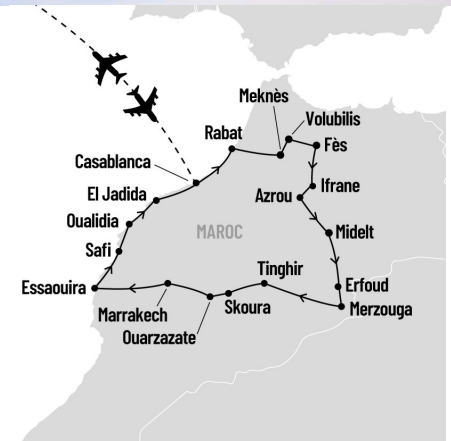 Meknès
Volubilis
Rabat
Fès
Casablanca
Ifrane
El Jadida
Azrou
Oualidia
MAROC
Midelt
Safi
Tinghir
Essaouira
Erfoud
Merzouga
Skoura
Marrakech
Ouarzazate